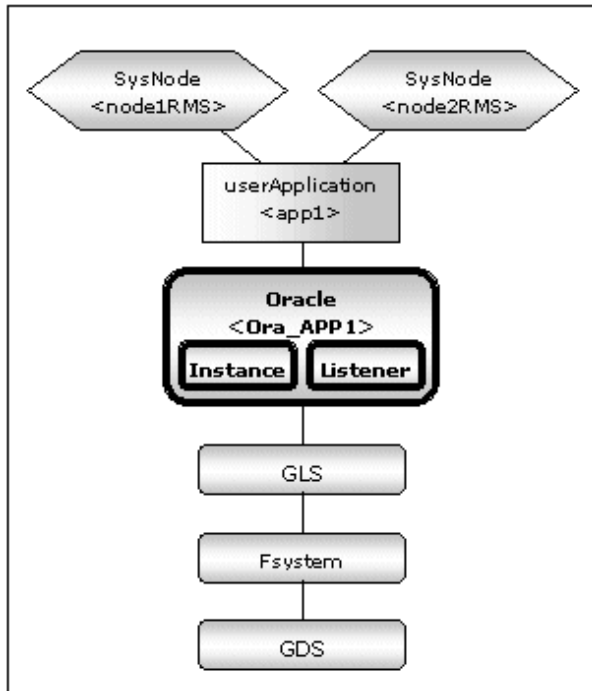 SysNode
<node1RMS>
SysNode
<node2RMS>
userApplication
<app1>
Oracle
<Ora_APP1>
Instance
Listener
GLS
Fsystem
GDS